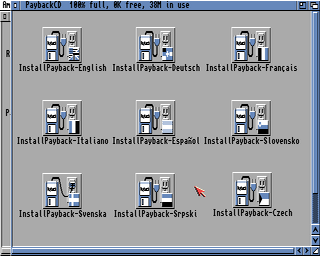 Am PaybackCD 100% full, 0K free, 38M in use
R
InstallPayback-English InstallPayback-Deutsch InstallPayback-Français
P
InstallPayback-Italiano InstallPayback-Español InstallPayback-Slovensko
InstallPayback-Svenska InstallPayback-Srpski InstallPayback-Czech